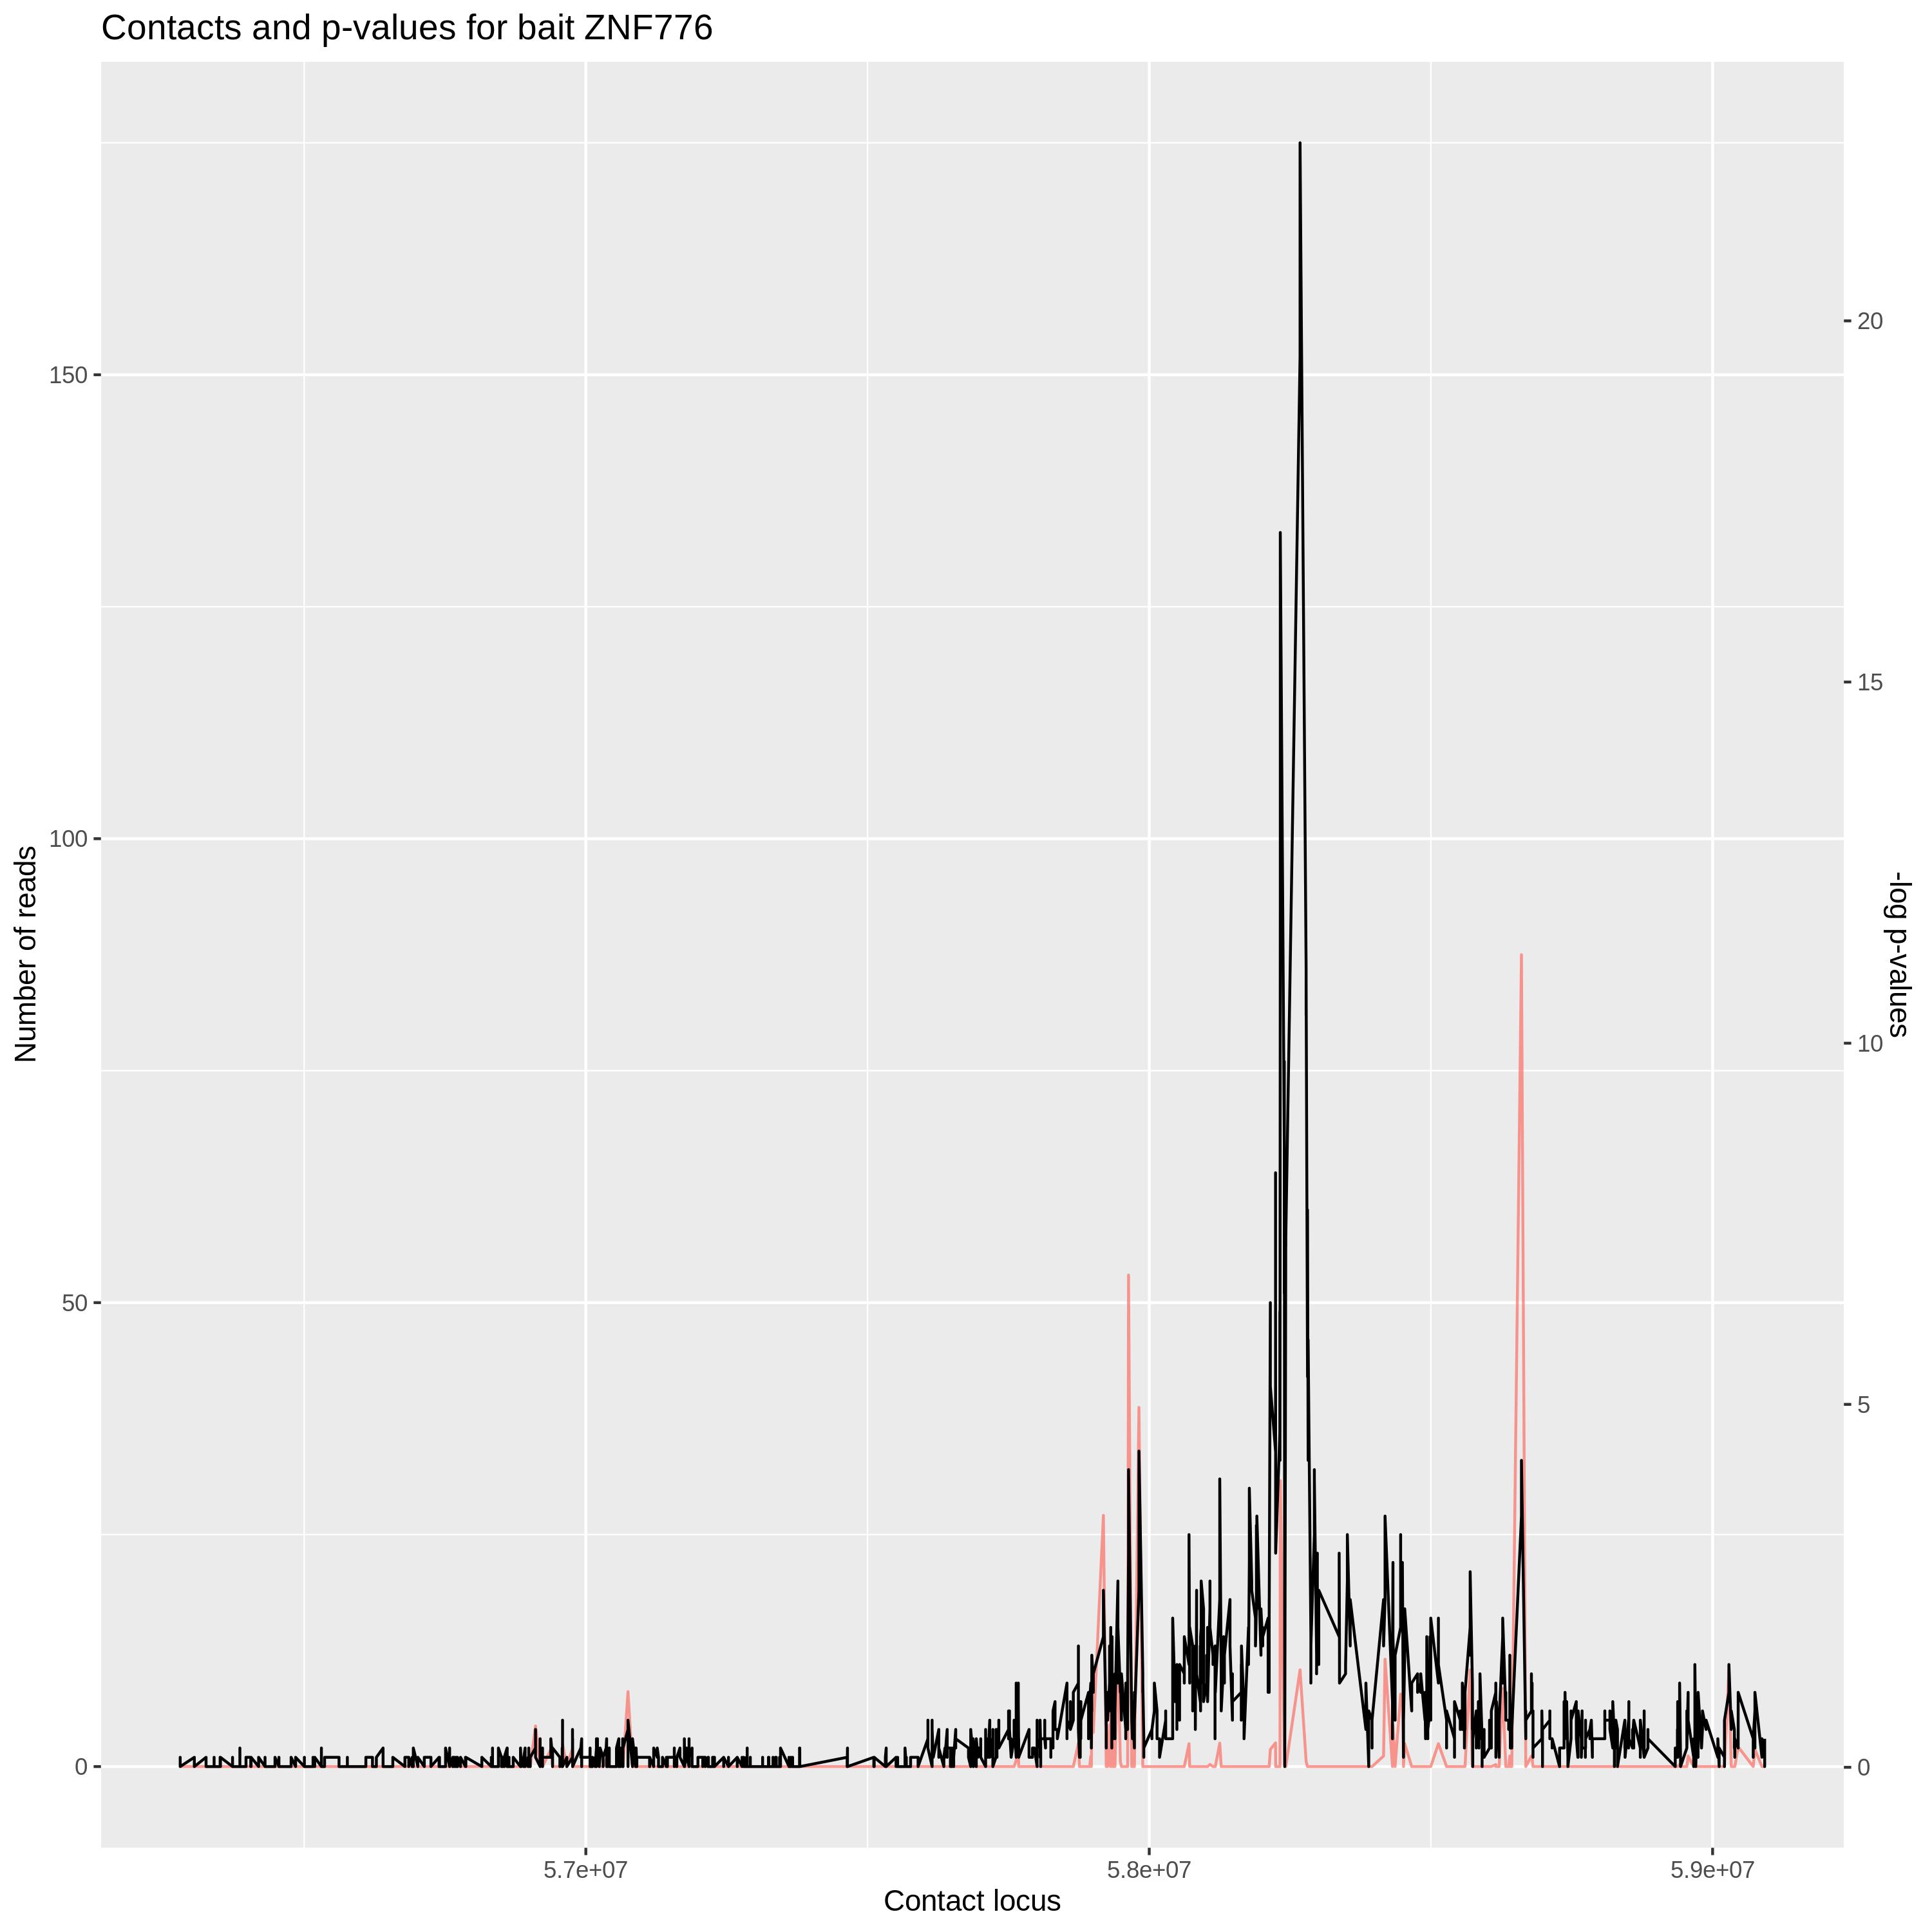 Contacts and p-values for bait ZNF776
Number of reads
150
100
50
0
20
15
10
5
0
-log p-values
5.7e+07
5.8e+07
5.9e+07
Contact locus